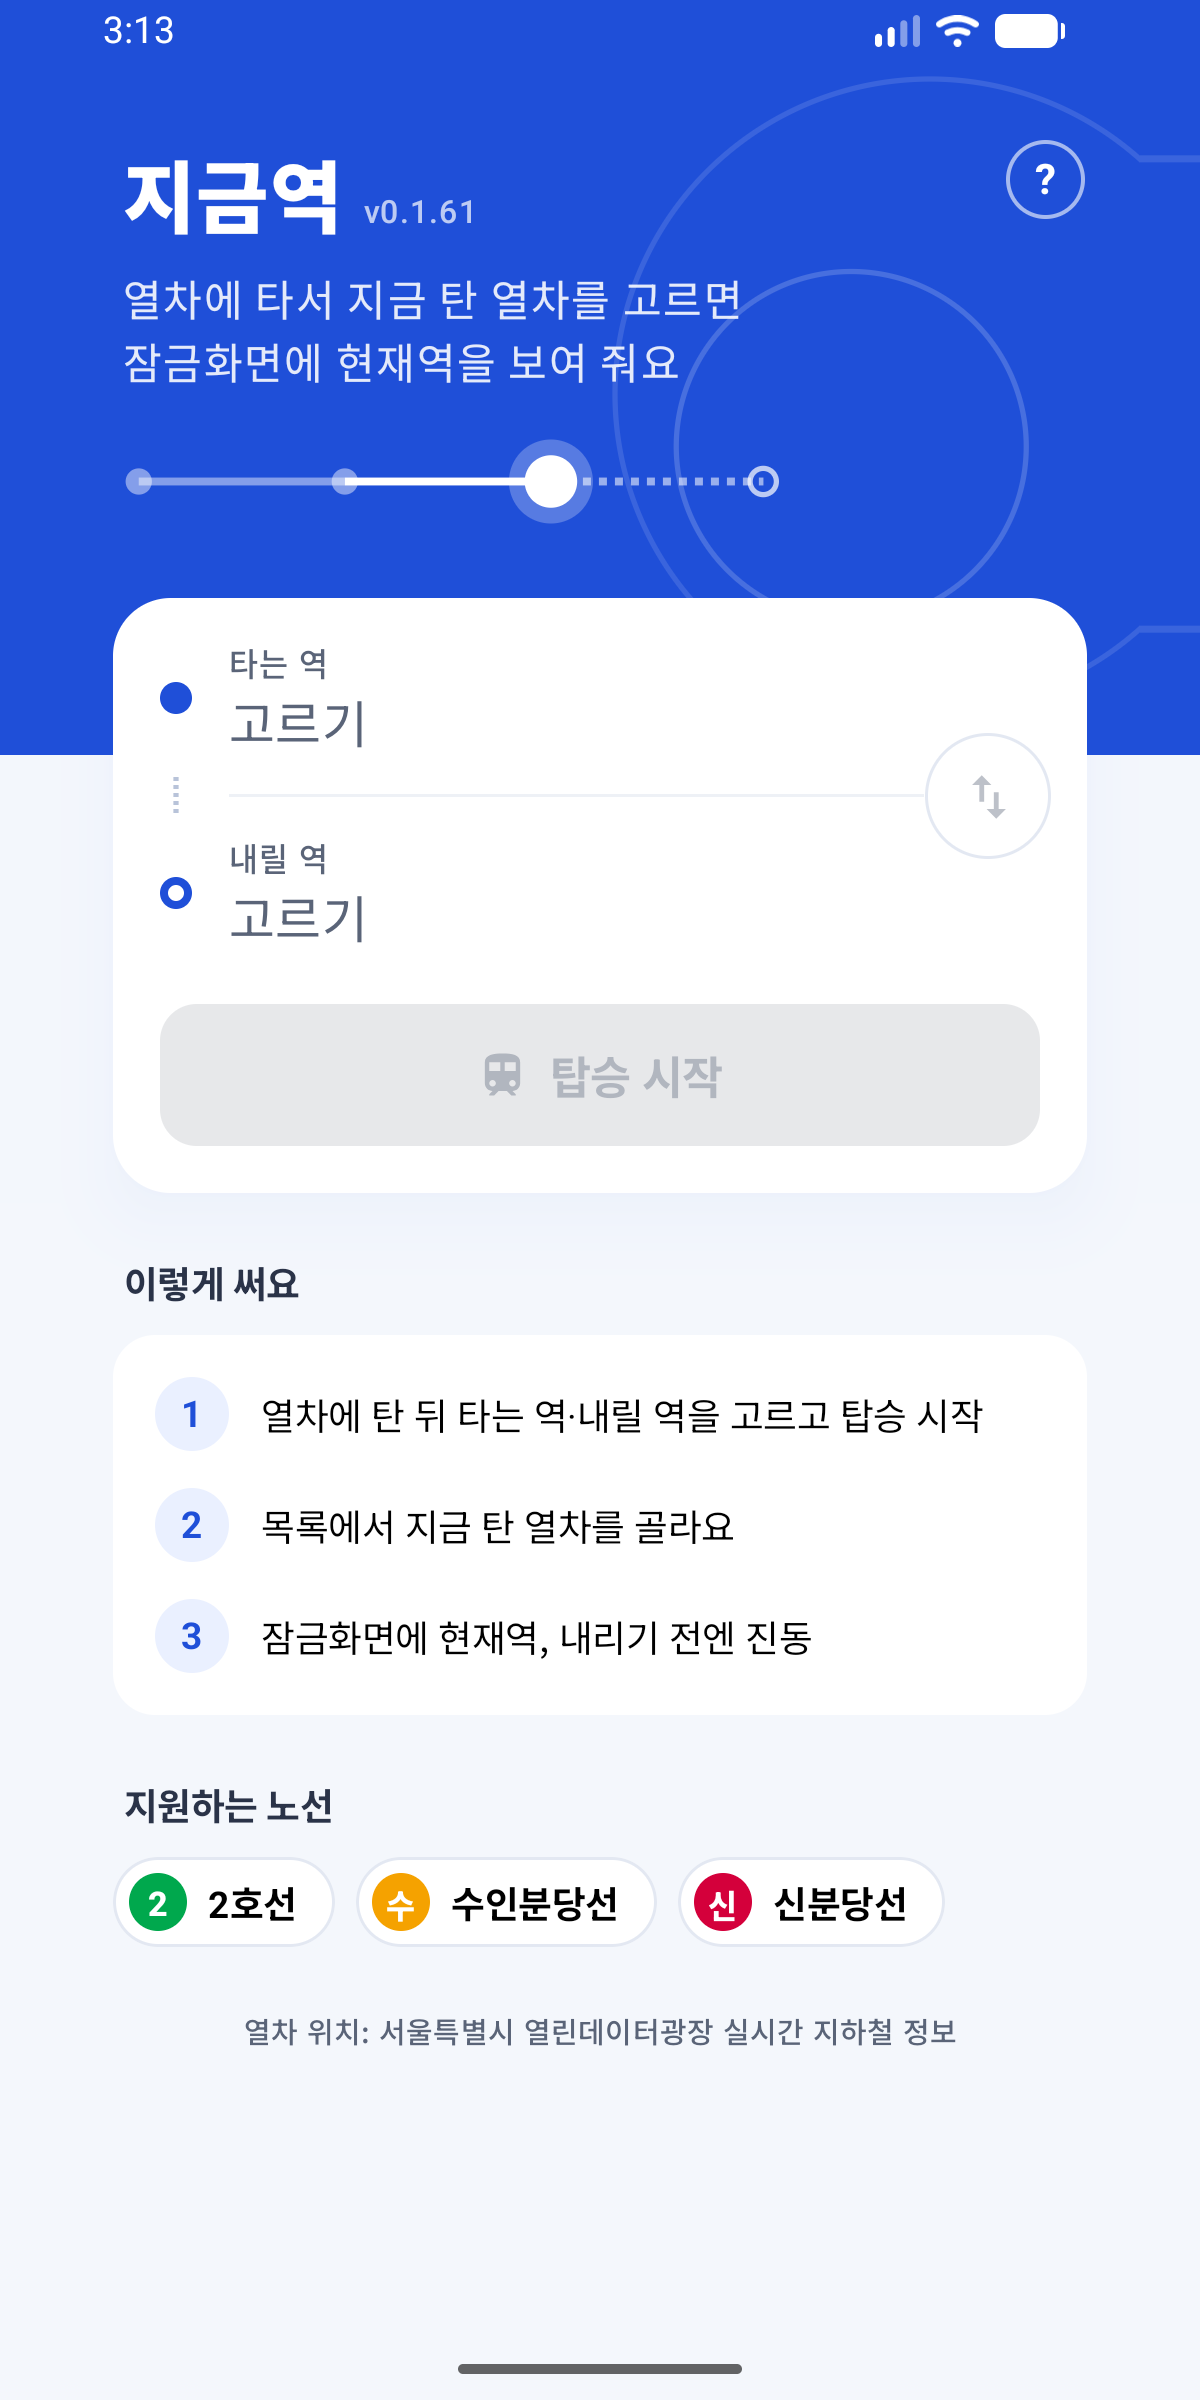 3:13
지금역 v0.1.61
?
열차에 타서 지금 탄 열차를 고르면
잠금화면에 현재역을 보여 줘요
타는 역
고르기
내릴 역
고르기
탑승 시작
이렇게 써요
1 열차에 탄 뒤 타는 역·내릴 역을 고르고 탑승 시작
2 목록에서 지금 탄 열차를 골라요
3 잠금화면에 현재역, 내리기 전엔 진동
지원하는 노선
2 2호선 수 수인분당선 신 신분당선
열차 위치: 서울특별시 열린데이터광장 실시간 지하철 정보